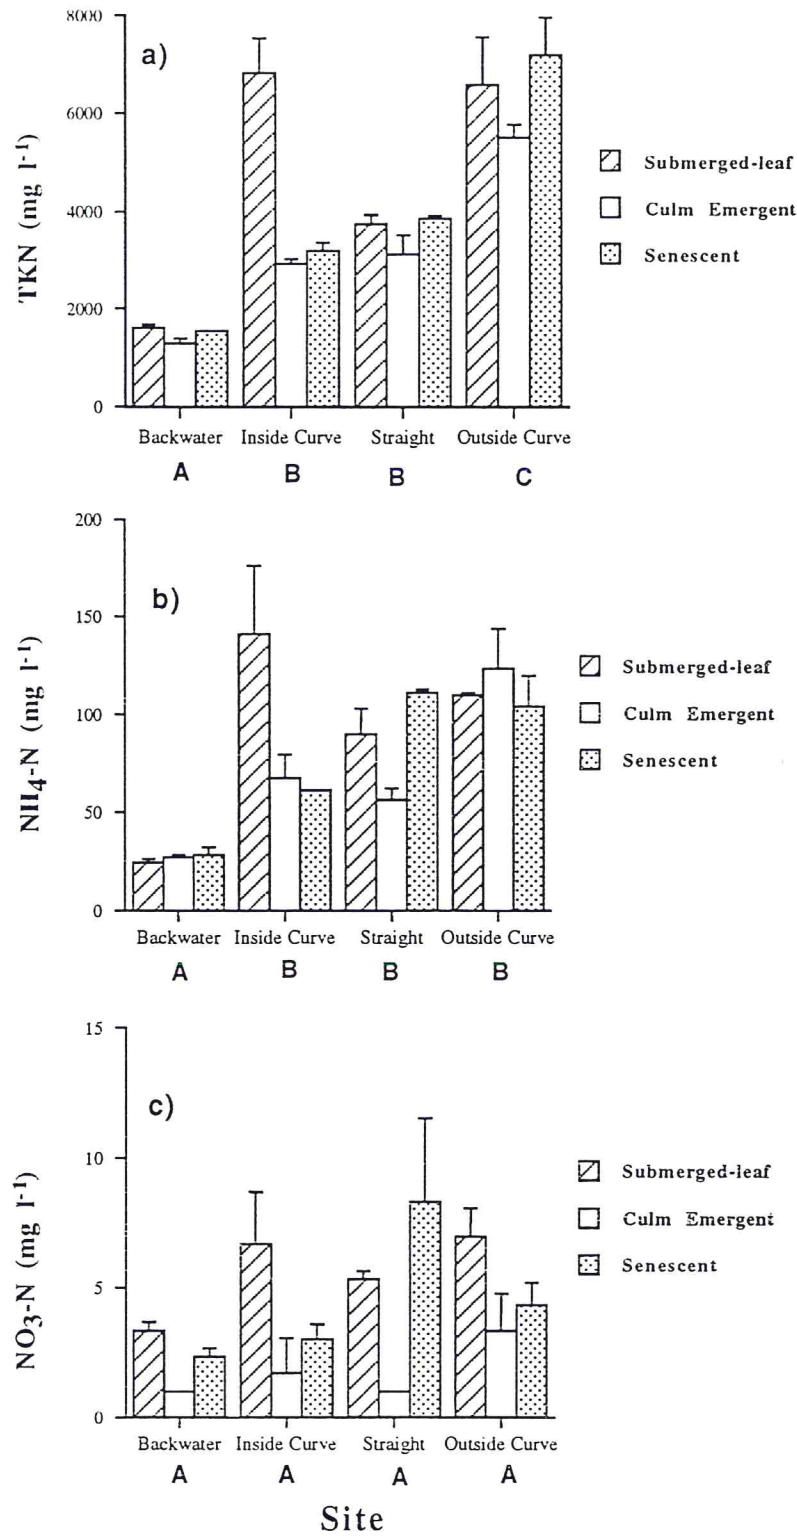 8000
a)
6000
4000
2000
0
TKN (mg l-1)
Submerged-leaf
Culm Emergent
Senescent
Backwater Inside Curve Straight Outside Curve
A B B C
200
b)
150
100
50
0
NH4-N (mg l-1)
Submerged-leaf
Culm Emergent
Senescent
Backwater Inside Curve Straight Outside Curve
A B B B
15
c)
10
5
0
NO3-N (mg l-1)
Submerged-leaf
Culm Emergent
Senescent
Backwater Inside Curve Straight Outside Curve
A A A A
Site